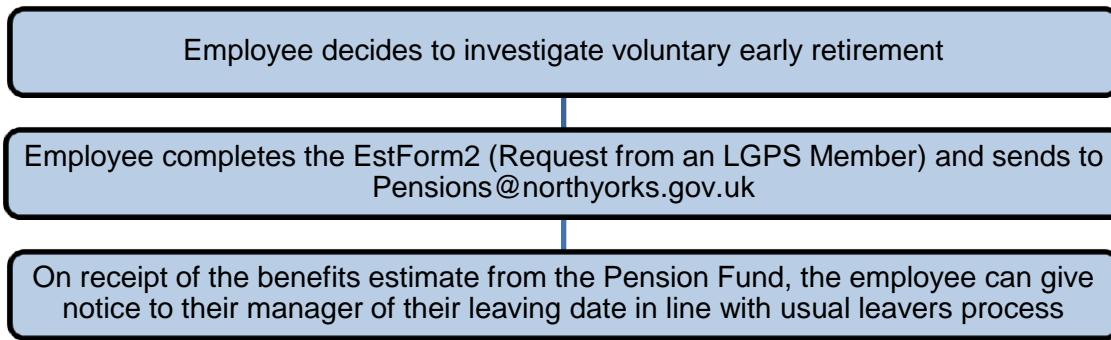 Employee decides to investigate voluntary early retirement
Employee completes the EstForm2 (Request from an LGPS Member) and sends to
Pensions@northyorks.gov.uk
On receipt of the benefits estimate from the Pension Fund, the employee can give
notice to their manager of their leaving date in line with usual leavers process